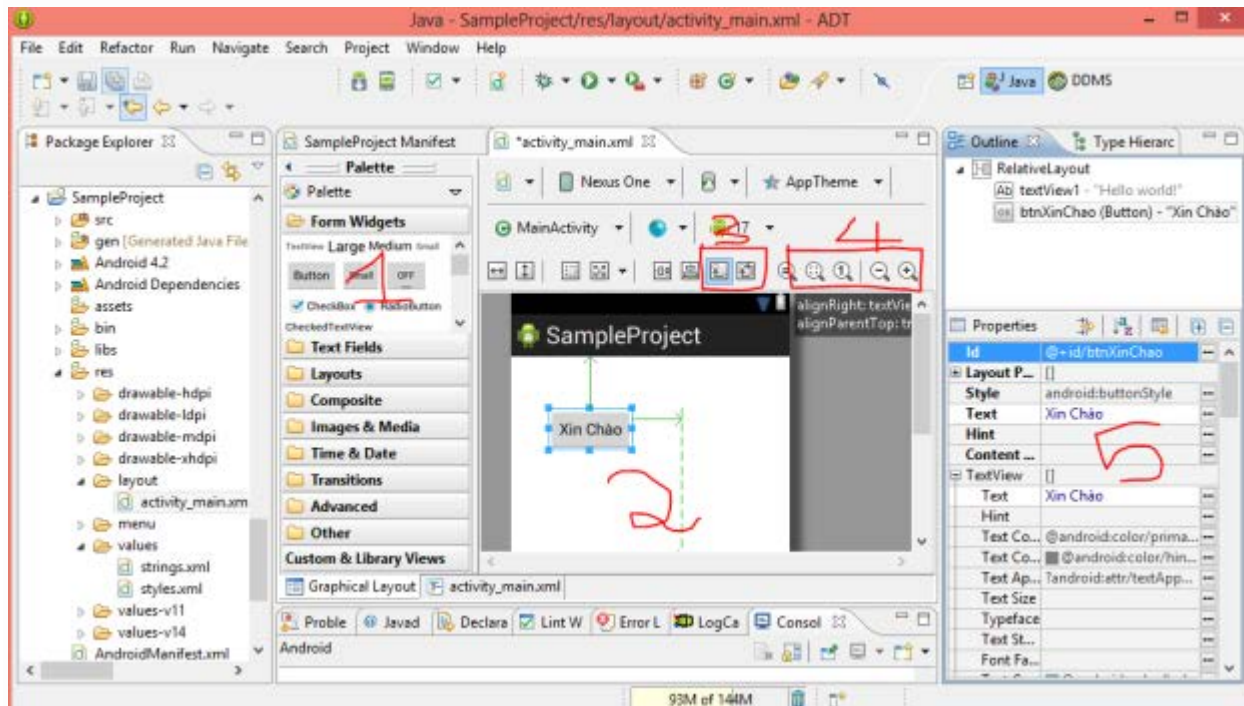 Java - SampleProject/res/layout/activity_main.xml - ADT
File Edit Refactor Run Navigate Search Project Window Help
Java DDMS
Package Explorer
SampleProject
src
gen [Generated Java File
Android 4.2
Android Dependencies
assets
bin
libs
res
drawable-hdpi
drawable-ldpi
drawable-mdpi
drawable-xhdpi
layout
activity_main.xm
menu
values
strings.xml
styles.xml
values-v11
values-v14
AndroidManifest.xml
SampleProject Manifest *activity_main.xml
Palette
Palette
Form Widgets
TextView Large Medium Small
Button Small OFF
CheckBox RadioButton
CheckedTextView
1
Text Fields
Layouts
Composite
Images & Media
Time & Date
Transitions
Advanced
Other
Custom & Library Views
Graphical Layout activity_main.xml
Nexus One AppTheme
MainActivity 17
3 4
alignRight: textVie
alignParentTop: tr
SampleProject
Xin Chào
2
Proble Javad Declara Lint W Error L LogCa Consol
Android
93M of 144M
Outline Type Hierarc
RelativeLayout
Ab textView1 - "Hello world!"
btnXinChao (Button) - "Xin Chào"
Properties
Id @+id/btnXinChao
Layout P... []
Style android:buttonStyle
Text Xin Chào
Hint
Content ...
5
TextView []
Text Xin Chào
Hint
Text Co... @android:color/prima...
Text Co... @android:color/hin...
Text Ap... ?android:attr/textApp...
Text Size
Typeface
Text St...
Font Fa...